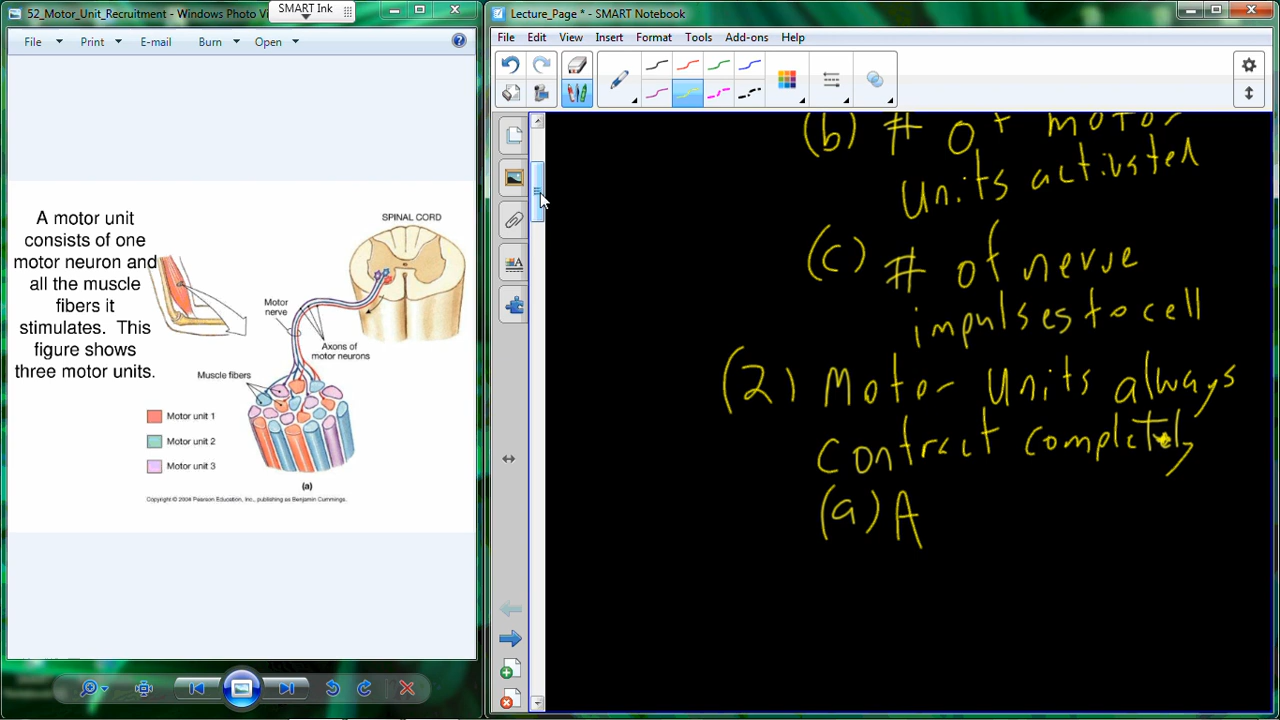 52_Motor_Unit_Recruitment - Windows Photo Vi
SMART Ink
File Print E-mail Burn Open
A motor unit
consists of one
motor neuron and
all the muscle
fibers it
stimulates. This
figure shows
three motor units.
SPINAL CORD
Motor
nerve
Axons of
motor neurons
Muscle fibers
Motor unit 1
Motor unit 2
Motor unit 3
(a)
Copyright © 2004 Pearson Education, Inc., publishing as Benjamin Cummings.
Lecture_Page * - SMART Notebook
File Edit View Insert Format Tools Add-ons Help
(b) # of motor
units activated
(c) # of nerve
impulses to cell
(2) Motor Units always
contract completely
(a) A